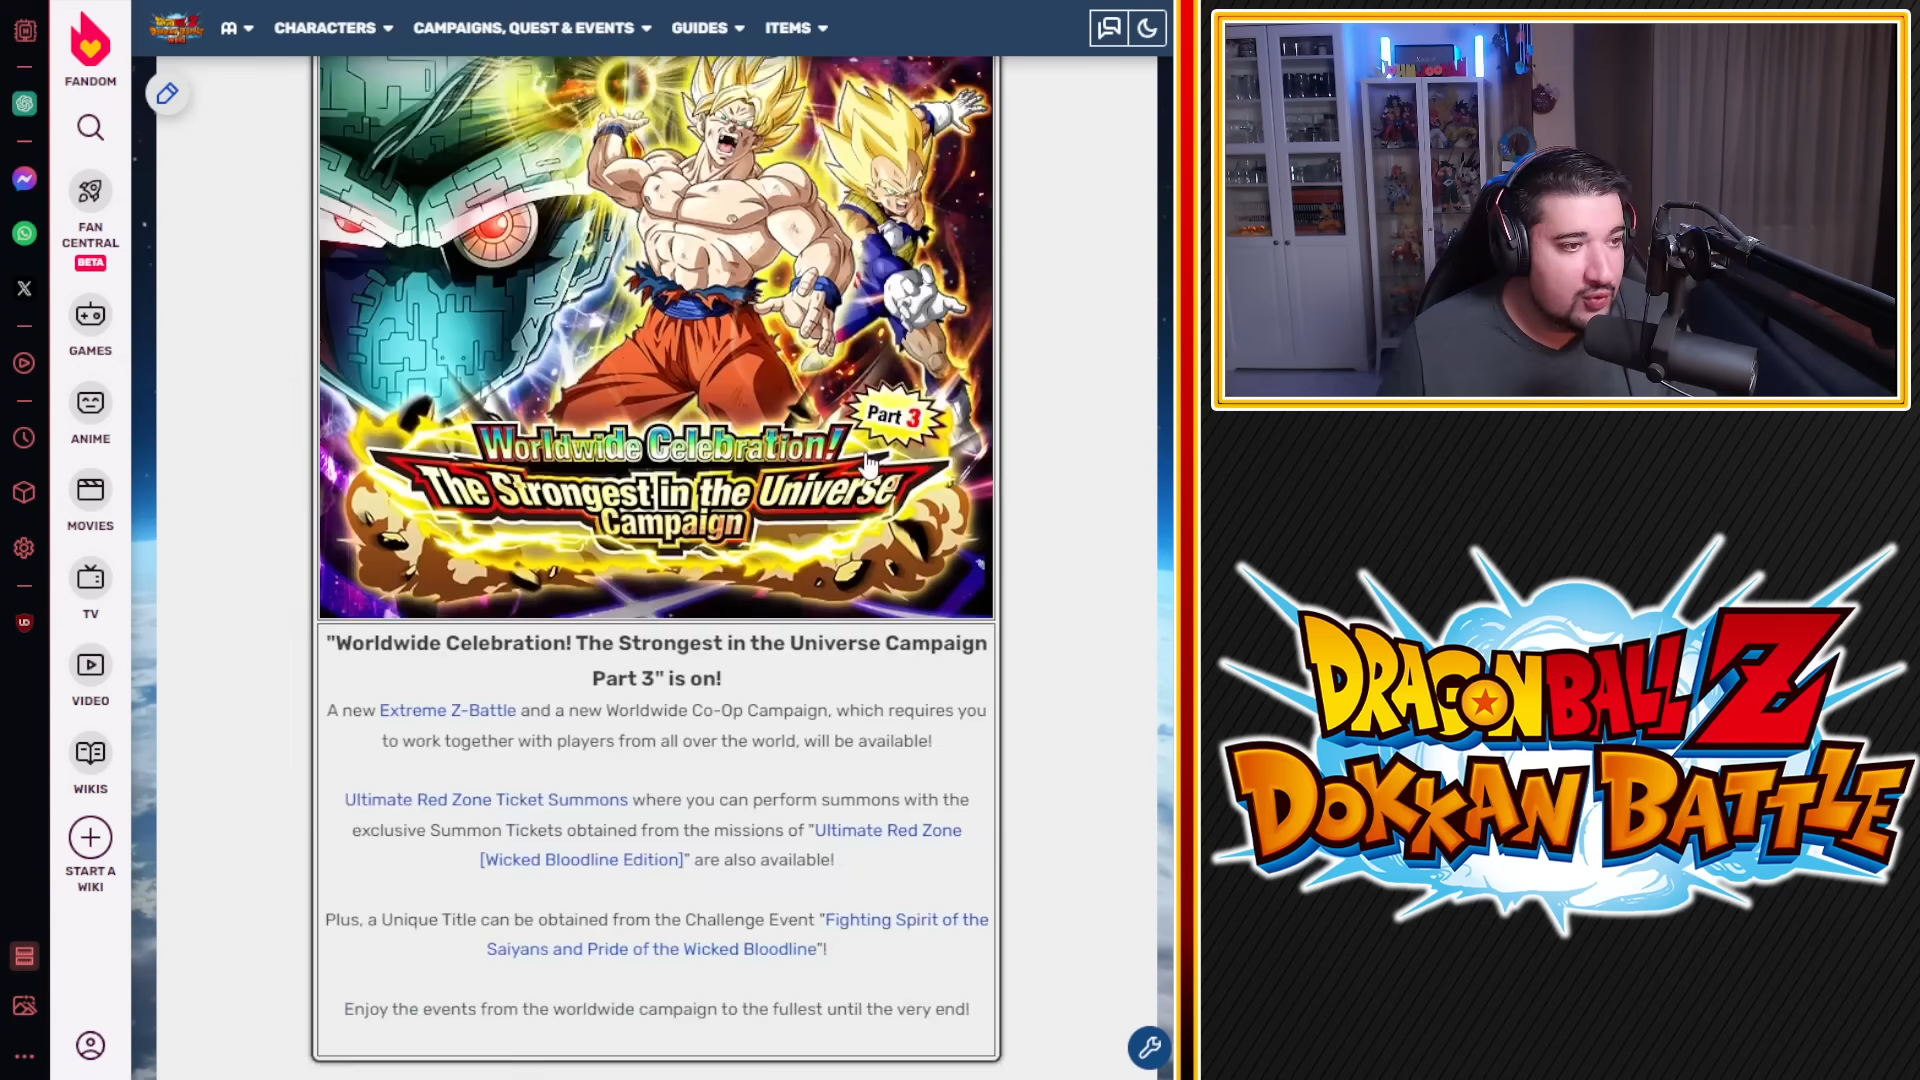 CHARACTERS
CAMPAIGNS, QUEST & EVENTS
GUIDES
ITEMS
FANDOM
FAN
CENTRAL
BETA
GAMES
ANIME
MOVIES
TV
VIDEO
WIKIS
START A
WIKI
Part 3
Worldwide Celebration!
The Strongest in the Universe
Campaign
"Worldwide Celebration! The Strongest in the Universe Campaign
Part 3" is on!
A new Extreme Z-Battle and a new Worldwide Co-Op Campaign, which requires you
to work together with players from all over the world, will be available!
Ultimate Red Zone Ticket Summons where you can perform summons with the
exclusive Summon Tickets obtained from the missions of "Ultimate Red Zone
[Wicked Bloodline Edition]" are also available!
Plus, a Unique Title can be obtained from the Challenge Event "Fighting Spirit of the
Saiyans and Pride of the Wicked Bloodline"!
Enjoy the events from the worldwide campaign to the fullest until the very end!
DRAGON BALL Z
DOKKAN BATTLE